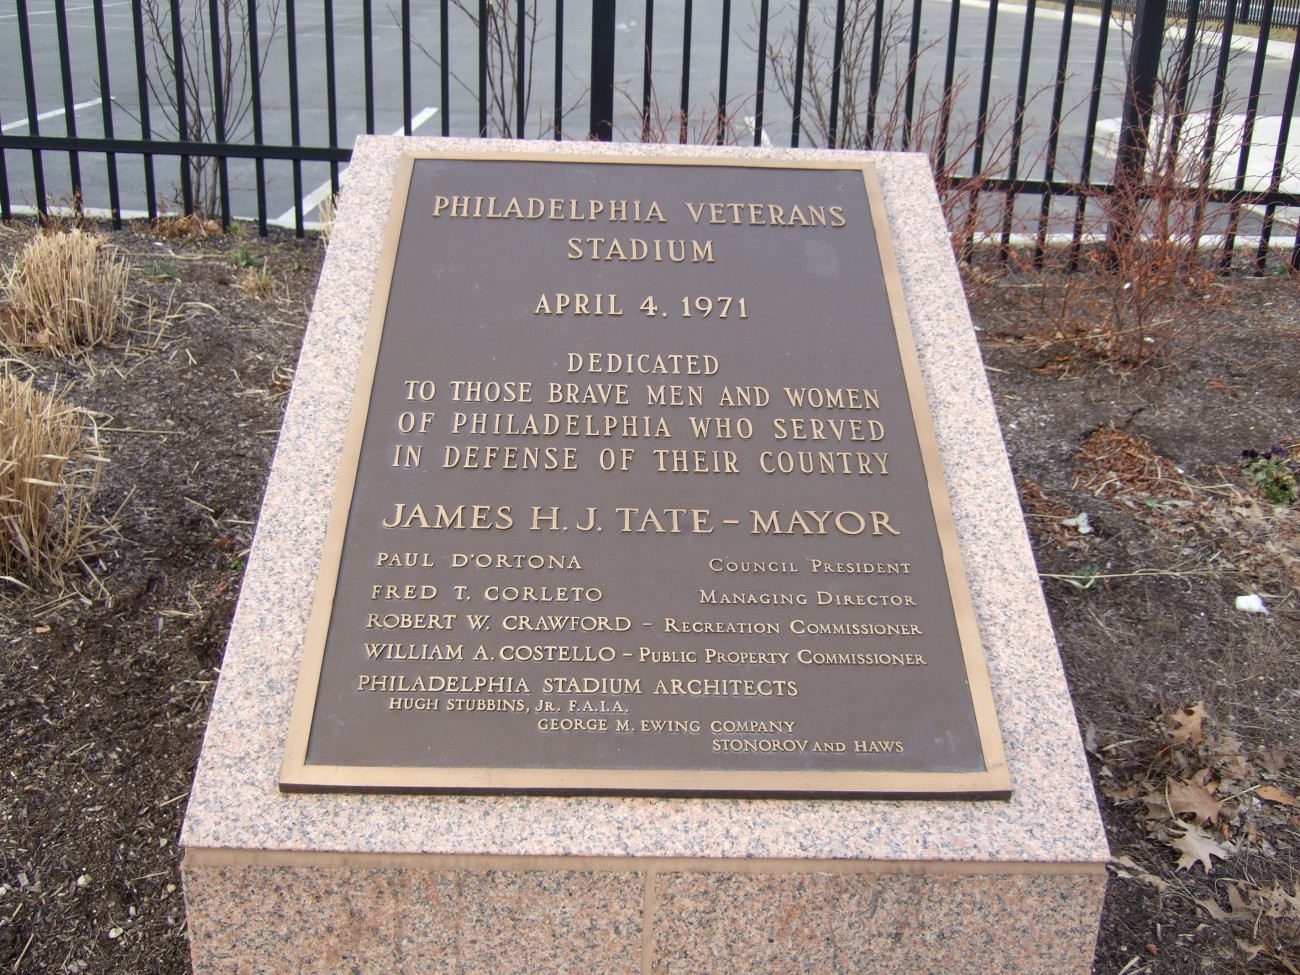 PHILADELPHIA VETERANS
STADIUM
APRIL 4. 1971
DEDICATED
TO THOSE BRAVE MEN AND WOMEN
OF PHILADELPHIA WHO SERVED
IN DEFENSE OF THEIR COUNTRY
JAMES H. J. TATE – MAYOR
PAUL D'ORTONA COUNCIL PRESIDENT
FRED T. CORLETO MANAGING DIRECTOR
ROBERT W. CRAWFORD – RECREATION COMMISSIONER
WILLIAM A. COSTELLO – PUBLIC PROPERTY COMMISSIONER
PHILADELPHIA STADIUM ARCHITECTS
HUGH STUBBINS, JR. F.A.I.A.
GEORGE M. EWING COMPANY
STONOROV AND HAWS